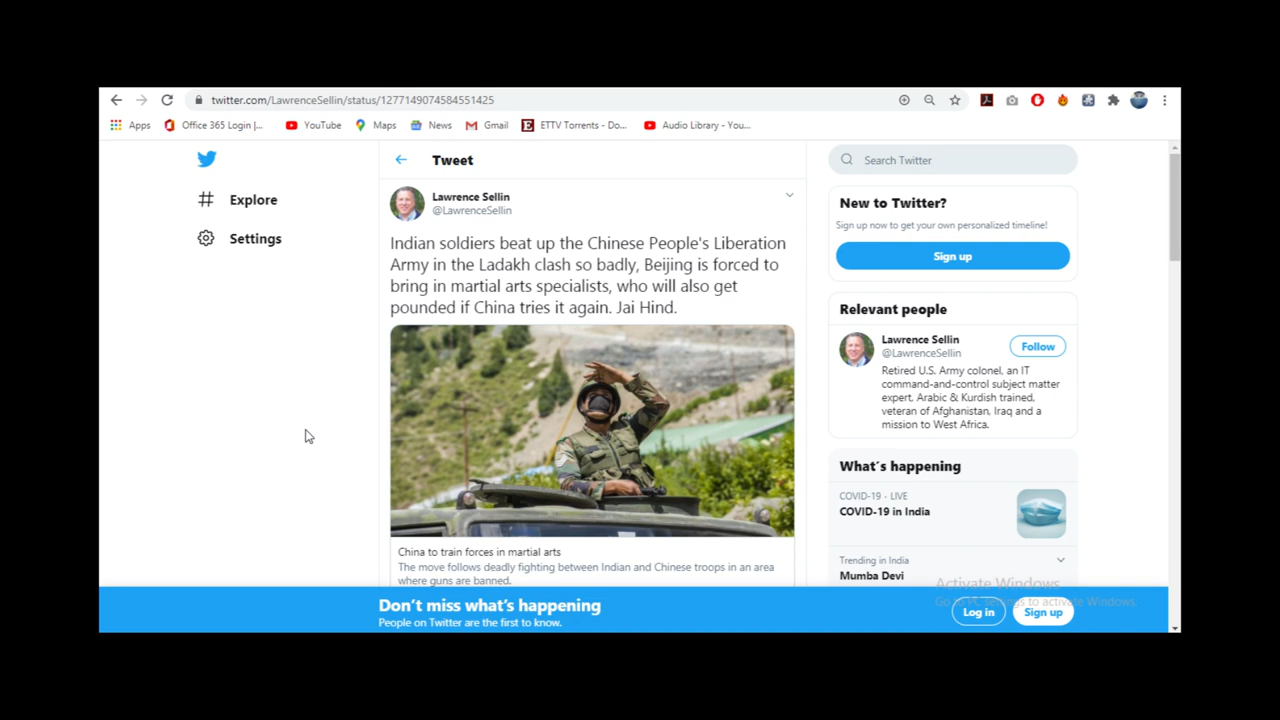 twitter.com/LawrenceSellin/status/1277149074584551425
Apps Office 365 Login |... YouTube Maps News Gmail ETTV Torrents - Do... Audio Library - You...
Explore
Settings
Tweet
Lawrence Sellin
@LawrenceSellin
Indian soldiers beat up the Chinese People's Liberation
Army in the Ladakh clash so badly, Beijing is forced to
bring in martial arts specialists, who will also get
pounded if China tries it again. Jai Hind.
China to train forces in martial arts
The move follows deadly fighting between Indian and Chinese troops in an area
where guns are banned.
Search Twitter
New to Twitter?
Sign up now to get your own personalized timeline!
Sign up
Relevant people
Lawrence Sellin
@LawrenceSellin
Follow
Retired U.S. Army colonel, an IT
command-and-control subject matter
expert, Arabic & Kurdish trained,
veteran of Afghanistan, Iraq and a
mission to West Africa.
What's happening
COVID-19 · LIVE
COVID-19 in India
Trending in India
Mumba Devi
Activate Windows
Go to PC settings to activate Windows.
Don't miss what's happening
People on Twitter are the first to know.
Log in
Sign up